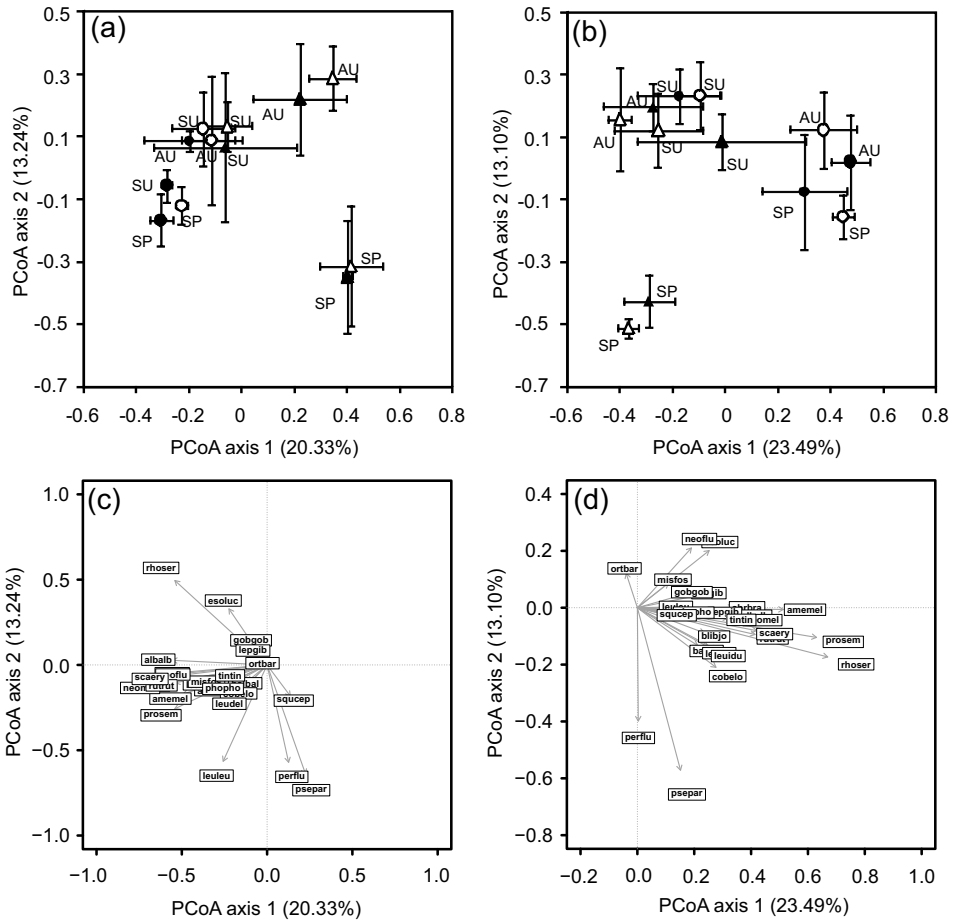 (a)
0.5
0.3
0.1
-0.1
-0.3
-0.5
-0.7
PCoA axis 2 (13.24%)
AU
AU
SU
SU
AU
AU
SU
SU
SP
SP
SP
SP
-0.6 -0.4 -0.2 0 0.2 0.4 0.6 0.8
PCoA axis 1 (20.33%)
(b)
0.5
0.3
0.1
-0.1
-0.3
-0.5
-0.7
PCoA axis 2 (13.10%)
SU
SU
AU
AU
SU
SU
AU
AU
SP
SP
SP
SP
-0.6 -0.4 -0.2 0 0.2 0.4 0.6 0.8
PCoA axis 1 (23.49%)
(c)
1.0
0.5
0.0
−0.5
−1.0
PCoA axis 2 (13.24%)
rhoser
esoluc
gobgob
lepgib
albalb
ortbar
scaery
tintin
misfos
phopho
amemel
squcep
leudel
prosem
leuleu
perflu
psepar
−1.0 −0.5 0.0 0.5 1.0
PCoA axis 1 (20.33%)
(d)
0.4
0.2
0.0
−0.2
−0.4
−0.6
−0.8
PCoA axis 2 (13.10%)
neoflu
ortbar
misfos
gobgob
amemel
squcep
tintin
scaery
blibjo
prosem
leuidu
rhoser
cobelo
perflu
psepar
−0.2 0.0 0.2 0.4 0.6 0.8 1.0
PCoA axis 1 (23.49%)